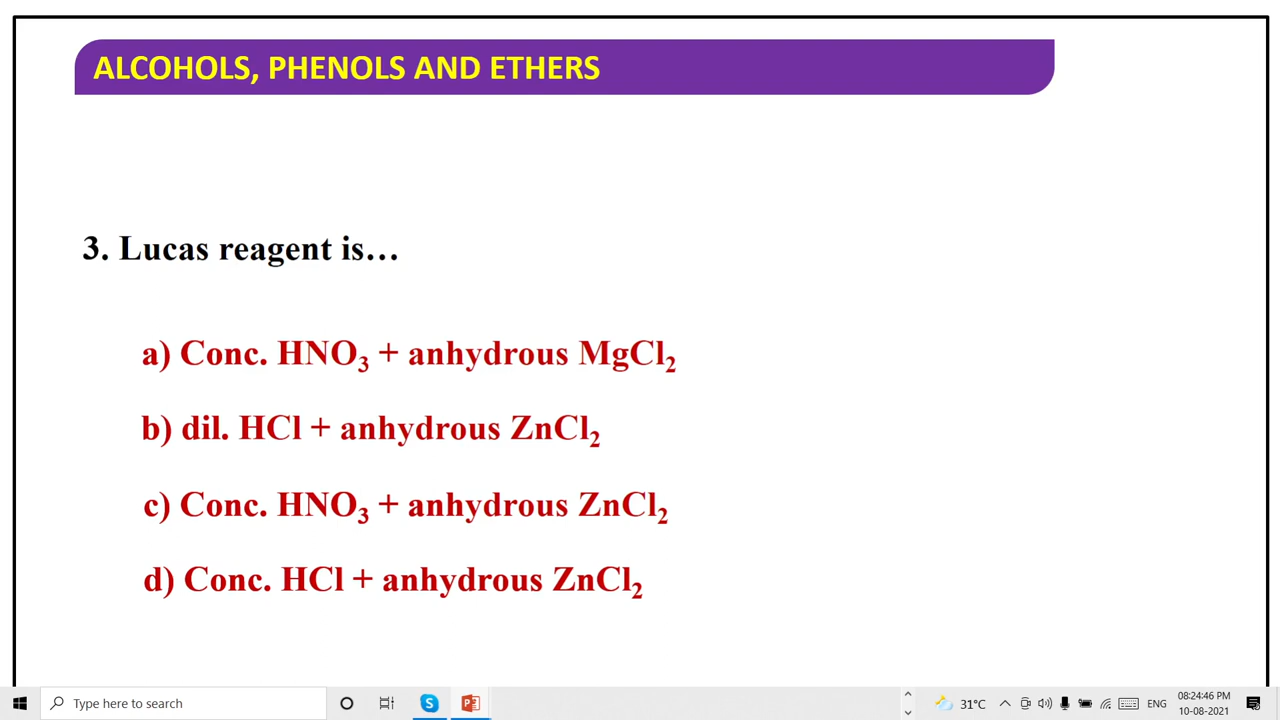 ALCOHOLS, PHENOLS AND ETHERS
3. Lucas reagent is...
a) Conc. HNO₃ + anhydrous MgCl₂
b) dil. HCl + anhydrous ZnCl₂
c) Conc. HNO₃ + anhydrous ZnCl₂
d) Conc. HCl + anhydrous ZnCl₂
Type here to search
31°C
ENG
08:24:46 PM
10-08-2021